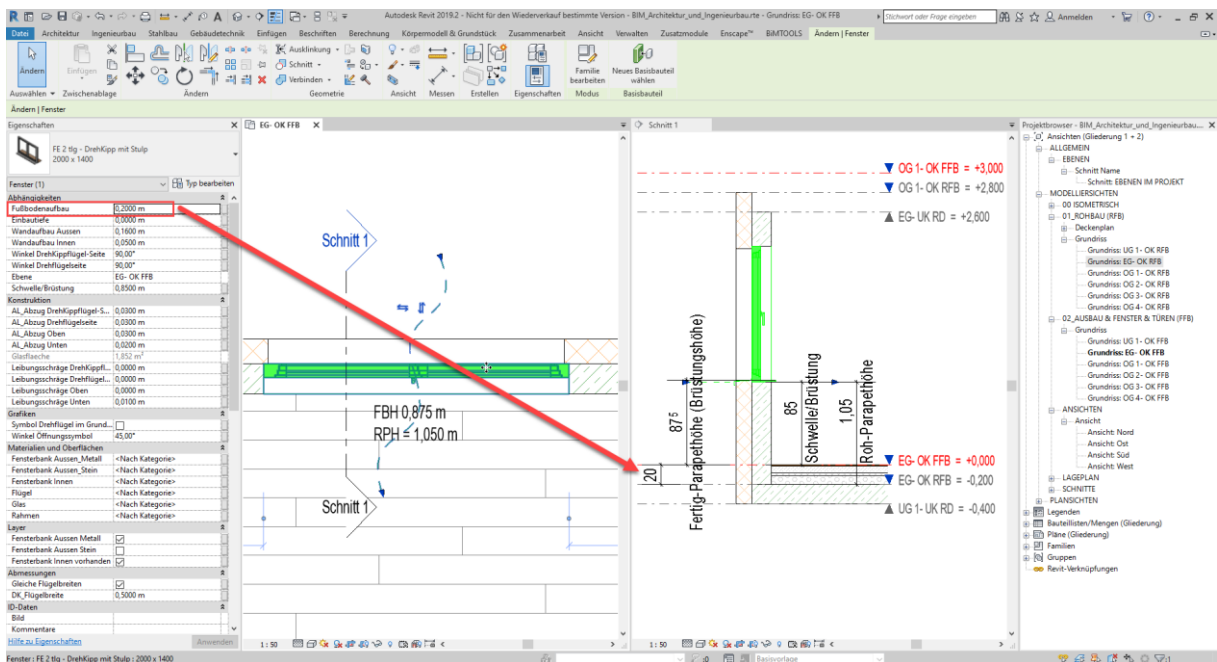 Autodesk Revit 2019.2 - Nicht für den Wiederverkauf bestimmte Version - BIM_Architektur_und_Ingenieurbau.rte - Grundriss: EG- OK FFB
Stichwort oder Frage eingeben
Anmelden
Datei Architektur Ingenieurbau Stahlbau Gebäudetechnik Einfügen Beschriften Berechnung Körpermodell & Grundstück Zusammenarbeit Ansicht Verwalten Zusatzmodule Enscape™ BiMTOOLS Ändern | Fenster
Ausklinkung
Schnitt
Verbinden
Ändern Einfügen Familie bearbeiten Neues Basisbauteil wählen
Auswählen Zwischenablage Ändern Geometrie Ansicht Messen Erstellen Eigenschaften Modus Basisbauteil
Ändern | Fenster
Eigenschaften
FE 2 tlg - DrehKipp mit Stulp
2000 x 1400
Fenster (1) Typ bearbeiten
Abhängigkeiten
Fußbodenaufbau 0,2000 m
Einbautiefe 0,0000 m
Wandaufbau Aussen 0,1600 m
Wandaufbau Innen 0,0500 m
Winkel DrehKippflügel-Seite 90,00°
Winkel Drehflügelseite 90,00°
Ebene EG- OK FFB
Schwelle/Brüstung 0,8500 m
Konstruktion
AL_Abzug DrehKippflügel-S... 0,0300 m
AL_Abzug Drehflügelseite 0,0300 m
AL_Abzug Oben 0,0300 m
AL_Abzug Unten 0,0200 m
Glasflaeche 1,852 m²
Leibungsschräge DrehKippfl... 0,0000 m
Leibungsschräge Drehflügel... 0,0000 m
Leibungsschräge Oben 0,0000 m
Leibungsschräge Unten 0,0100 m
Grafiken
Symbol Drehflügel im Grund...
Winkel Öffnungssymbol 45,00°
Materialien und Oberflächen
Fensterbank Aussen_Metall <Nach Kategorie>
Fensterbank Aussen_Stein <Nach Kategorie>
Fensterbank Innen <Nach Kategorie>
Flügel <Nach Kategorie>
Glas <Nach Kategorie>
Rahmen <Nach Kategorie>
Layer
Fensterbank Aussen Metall
Fensterbank Aussen Stein
Fensterbank Innen vorhanden
Abmessungen
Gleiche Flügelbreiten
DK_Flügelbreite 0,5000 m
ID-Daten
Bild
Kommentare
Hilfe zu Eigenschaften Anwenden
EG- OK FFB
Schnitt 1
FBH 0,875 m
RPH = 1,050 m
Schnitt 1
1 : 50
Schnitt 1
OG 1- OK FFB = +3,000
OG 1- OK RFB = +2,800
EG- UK RD = +2,600
87⁵
Fertig-Parapethöhe (Brüstungshöhe)
85
Schwelle/Brüstung
1,05
Roh-Parapethöhe
20
EG- OK FFB = +0,000
EG- OK RFB = -0,200
UG 1- UK RD = -0,400
1 : 50
Projektbrowser - BIM_Architektur_und_Ingenieurbau...
Ansichten (Gliederung 1 + 2)
ALLGEMEIN
EBENEN
Schnitt Name
Schnitt: EBENEN IM PROJEKT
MODELLIERSICHTEN
00 ISOMETRISCH
01_ROHBAU (RFB)
Deckenplan
Grundriss
Grundriss: UG 1- OK RFB
Grundriss: EG- OK RFB
Grundriss: OG 1- OK RFB
Grundriss: OG 2- OK RFB
Grundriss: OG 3- OK RFB
Grundriss: OG 4- OK RFB
02_AUSBAU & FENSTER & TÜREN (FFB)
Grundriss
Grundriss: UG 1- OK FFB
Grundriss: EG- OK FFB
Grundriss: OG 1- OK FFB
Grundriss: OG 2- OK FFB
Grundriss: OG 3- OK FFB
Grundriss: OG 4- OK FFB
ANSICHTEN
Ansicht
Ansicht: Nord
Ansicht: Ost
Ansicht: Süd
Ansicht: West
LAGEPLAN
SCHNITTE
PLANSICHTEN
Legenden
Bauteillisten/Mengen (Gliederung)
Pläne (Gliederung)
Familien
Gruppen
Revit-Verknüpfungen
Fenster : FE 2 tlg - DrehKipp mit Stulp : 2000 x 1400
:0
Basisvorlage
:1